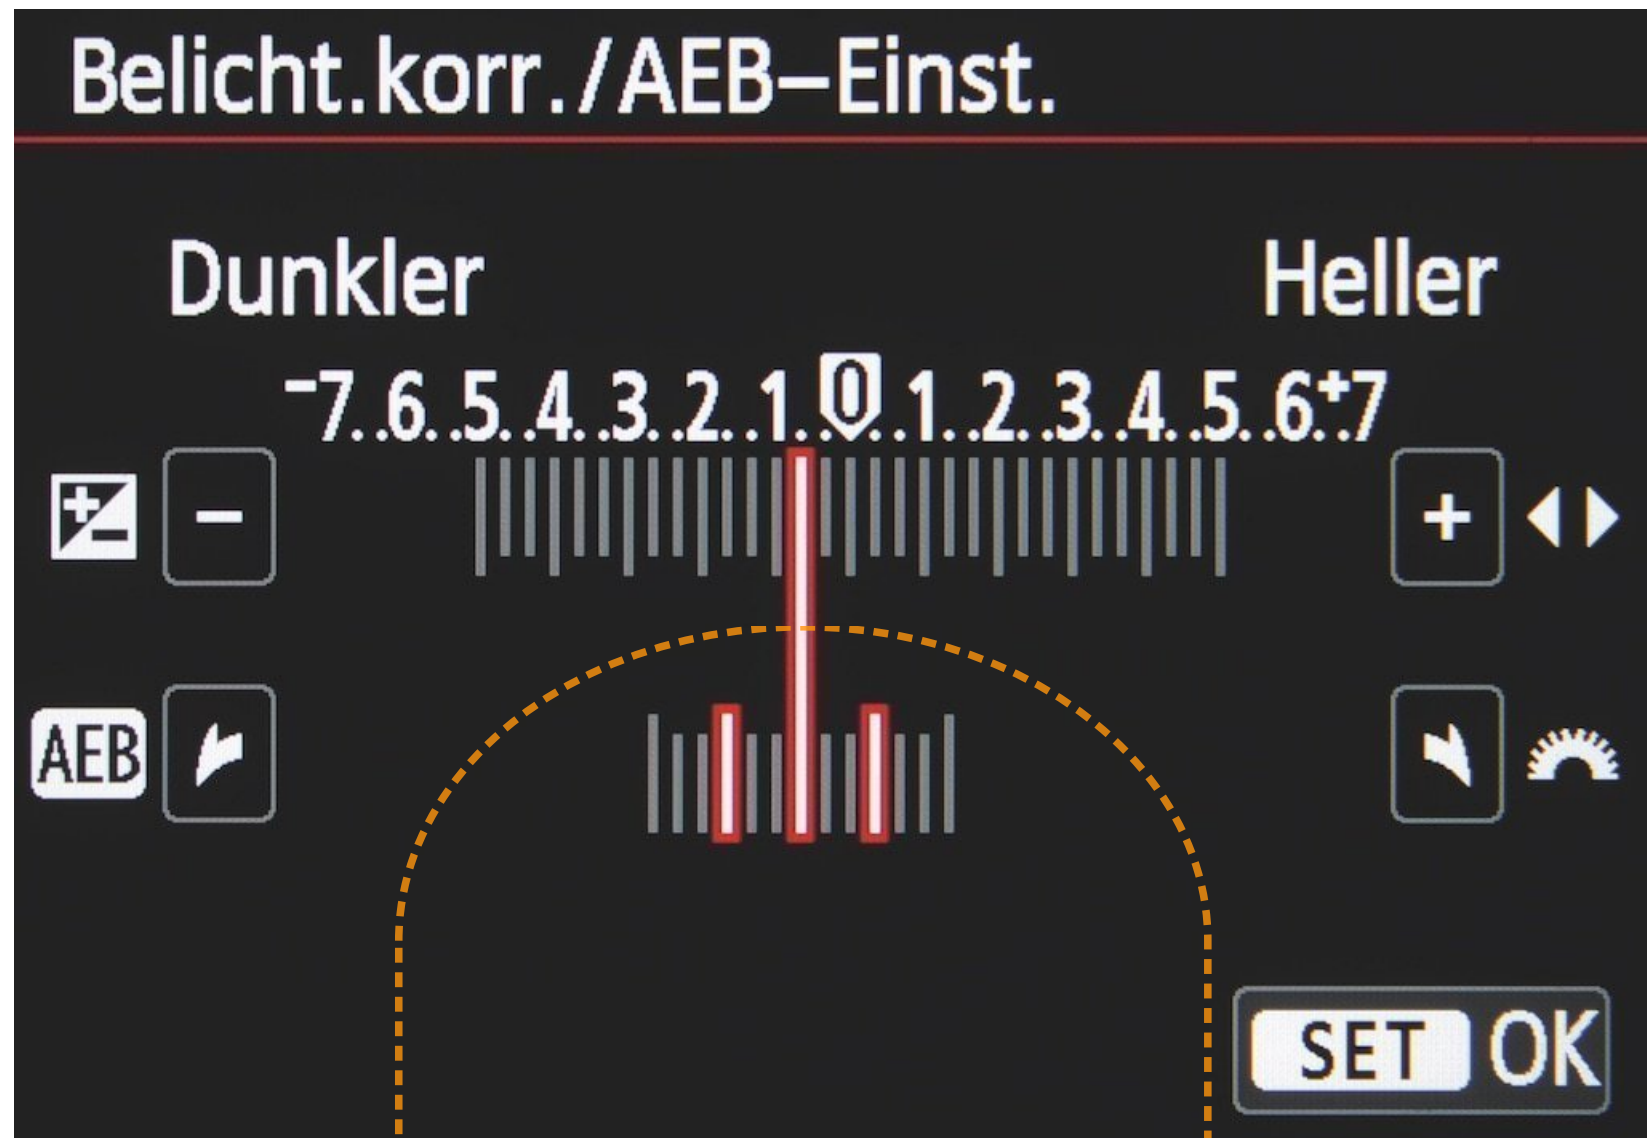 Belicht.korr./AEB–Einst.
Dunkler Heller
-7..6..5..4..3..2..1..0..1..2..3..4..5..6..+7
- +
AEB
SET OK